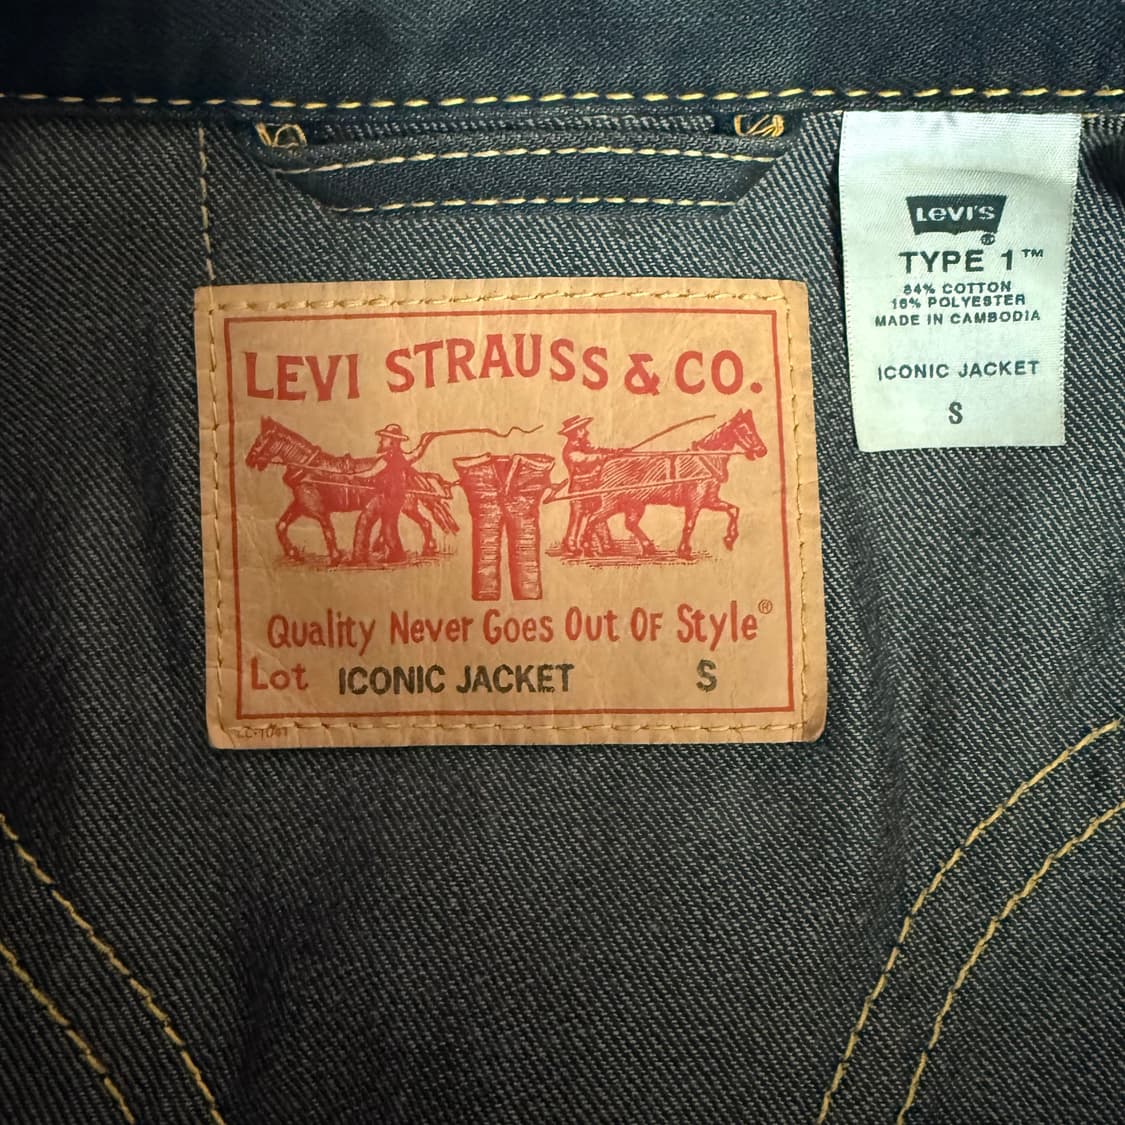 LEVI STRAUSS & CO.
Quality Never Goes Out Of Style®
Lot ICONIC JACKET S
LEVI'S
®
TYPE 1™
84% COTTON
16% POLYESTER
MADE IN CAMBODIA
ICONIC JACKET
S